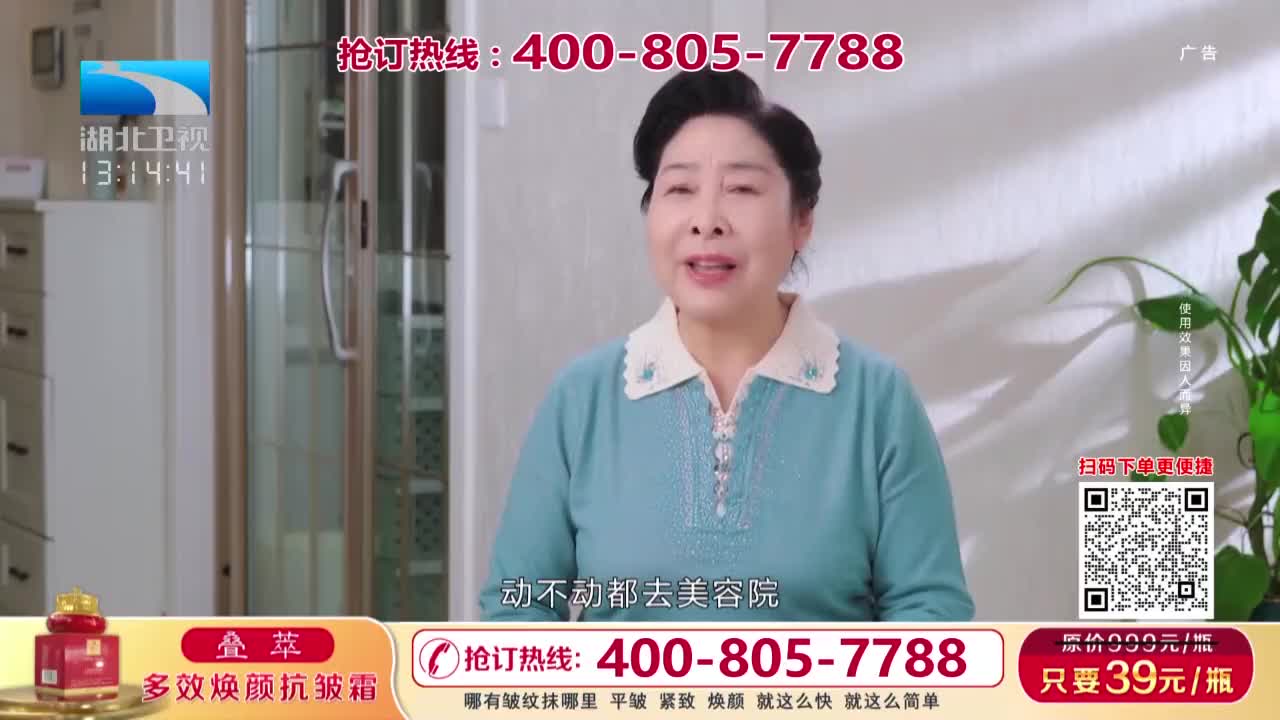 抢订热线：400-805-7788
广告
湖北卫视
13:14:41
使用效果因人而异
扫码下单更便捷
动不动都去美容院
叠萃
多效焕颜抗皱霜
抢订热线：400-805-7788
哪有皱纹抹哪里 平皱 紧致 焕颜 就这么快 就这么简单
原价999元/瓶
只要39元/瓶